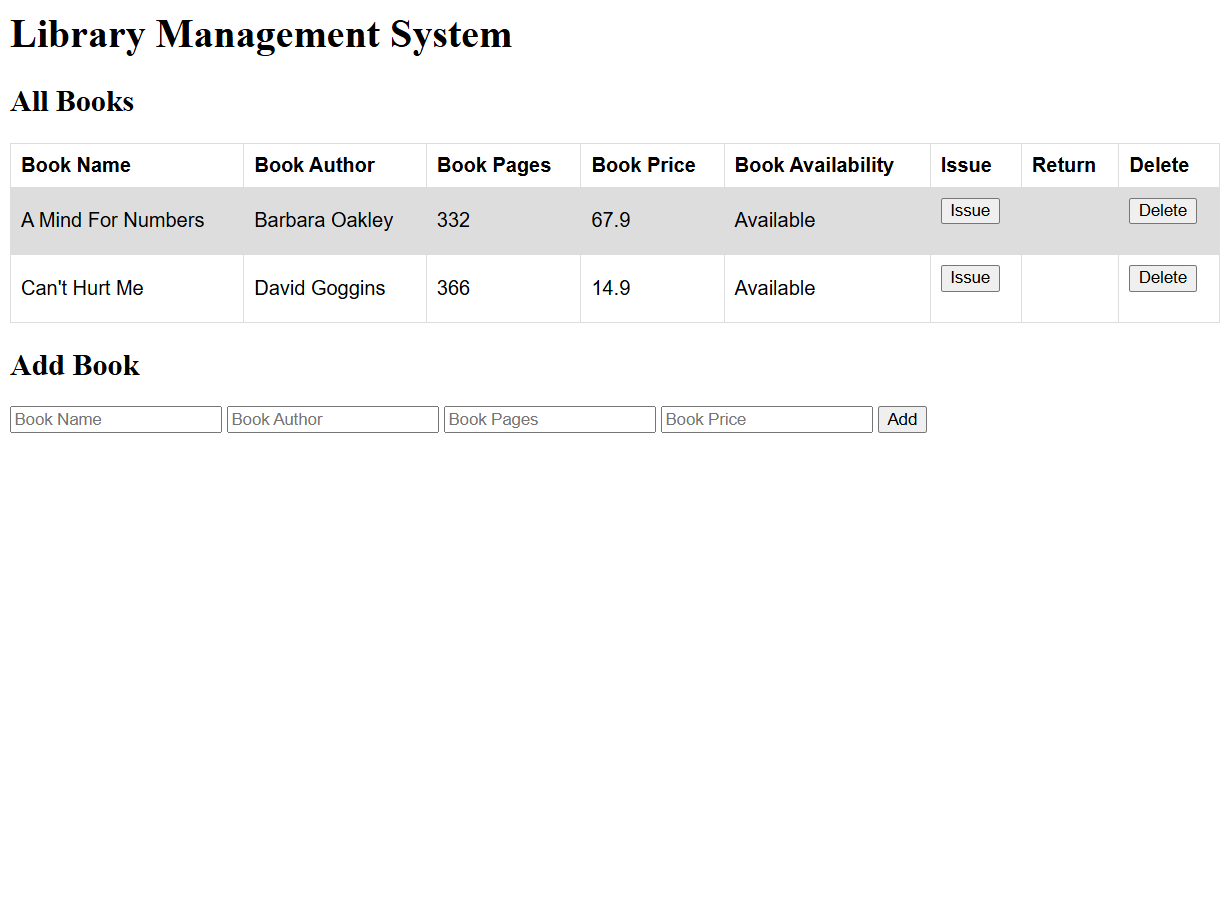 Library Management System
All Books
Book Name Book Author Book Pages Book Price Book Availability Issue Return Delete
A Mind For Numbers Barbara Oakley 332 67.9 Available Issue Delete
Can't Hurt Me David Goggins 366 14.9 Available Issue Delete
Add Book
Book Name Book Author Book Pages Book Price Add